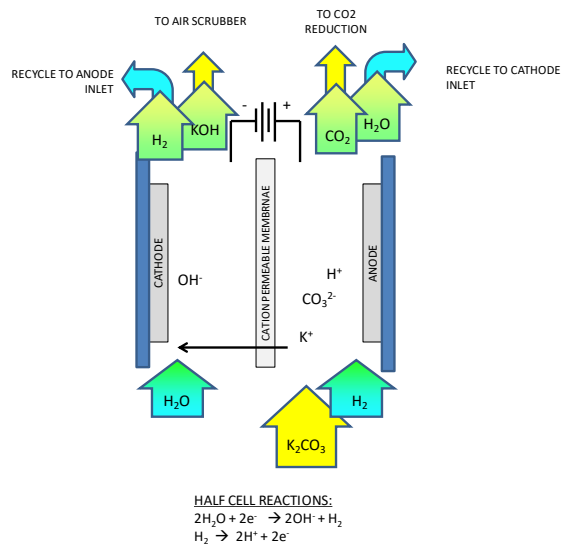 TO AIR SCRUBBER
TO CO2
REDUCTION
RECYCLE TO ANODE
INLET
RECYCLE TO CATHODE
INLET
- +
H₂
KOH
CO₂
H₂O
CATHODE
CATION PERMEABLE MEMBRNAE
ANODE
OH⁻
H⁺
CO₃²⁻
K⁺
H₂O
H₂
K₂CO₃
HALF CELL REACTIONS:
2H₂O + 2e⁻ → 2OH⁻ + H₂
H₂ → 2H⁺ + 2e⁻